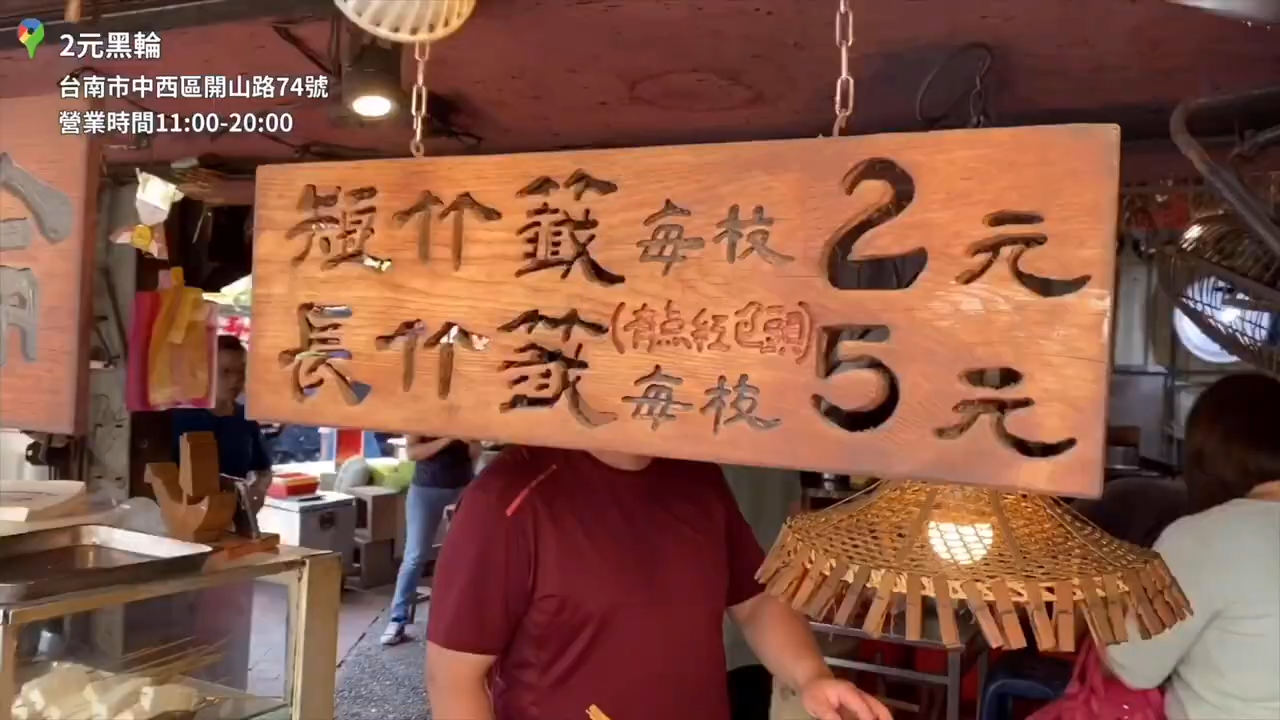 2元黑輪
台南市中西區開山路74號
營業時間11:00-20:00
短竹籤每枝2元
長竹籤(有点紅色頭)每枝5元